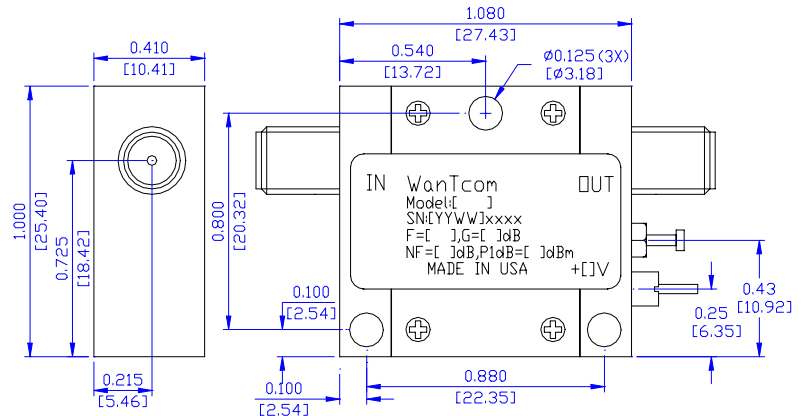 1.080
[27.43]
0.410
[10.41]
0.540
[13.72]
ø0.125(3X)
[ø3.18]
1.000
[25.40]
0.725
[18.42]
0.800
[20.32]
IN
WanTcom
OUT
Model:[ ]
SN:[YYWW]xxxx
F=[ ],G=[ ]dB
NF=[ ]dB,P1dB=[ ]dBm
MADE IN USA
+[]V
0.100
[2.54]
0.43
[10.92]
0.25
[6.35]
0.215
[5.46]
0.100
[2.54]
0.880
[22.35]